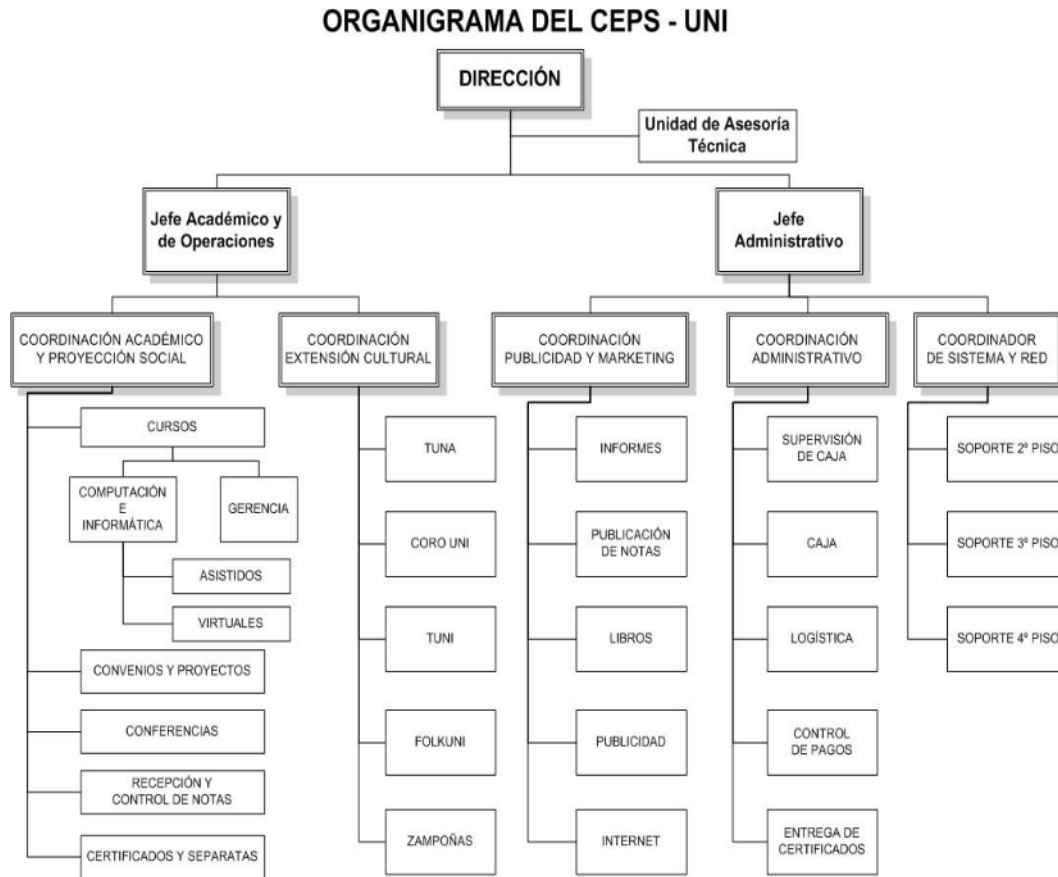 ORGANIGRAMA DEL CEPS - UNI
DIRECCIÓN
Unidad de Asesoría
Técnica
Jefe Académico y
de Operaciones
Jefe
Administrativo
COORDINACIÓN ACADÉMICO
Y PROYECCIÓN SOCIAL
COORDINACIÓN
EXTENSIÓN CULTURAL
COORDINACIÓN
PUBLICIDAD Y MARKETING
COORDINACIÓN
ADMINISTRATIVO
COORDINADOR
DE SISTEMA Y RED
CURSOS
COMPUTACIÓN
E
INFORMÁTICA
GERENCIA
ASISTIDOS
VIRTUALES
CONVENIOS Y PROYECTOS
CONFERENCIAS
RECEPCIÓN Y
CONTROL DE NOTAS
CERTIFICADOS Y SEPARATAS
TUNA
CORO UNI
TUNI
FOLKUNI
ZAMPOÑAS
INFORMES
PUBLICACIÓN
DE NOTAS
LIBROS
PUBLICIDAD
INTERNET
SUPERVISIÓN
DE CAJA
CAJA
LOGÍSTICA
CONTROL
DE PAGOS
ENTREGA DE
CERTIFICADOS
SOPORTE 2º PISO
SOPORTE 3º PISO
SOPORTE 4º PISO